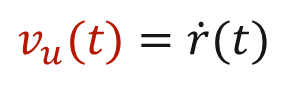 v_u(t) = ṙ(t)